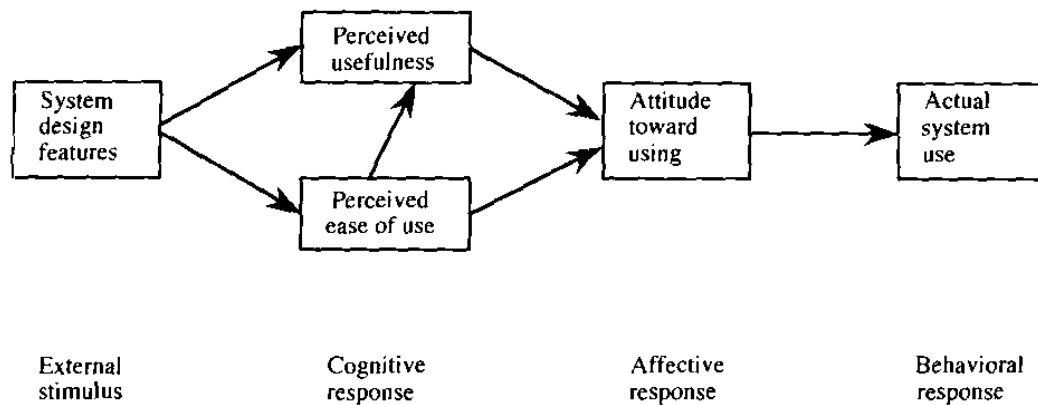 Perceived
usefulness
System
design
features
Attitude
toward
using
Actual
system
use
Perceived
ease of use
External
stimulus
Cognitive
response
Affective
response
Behavioral
response